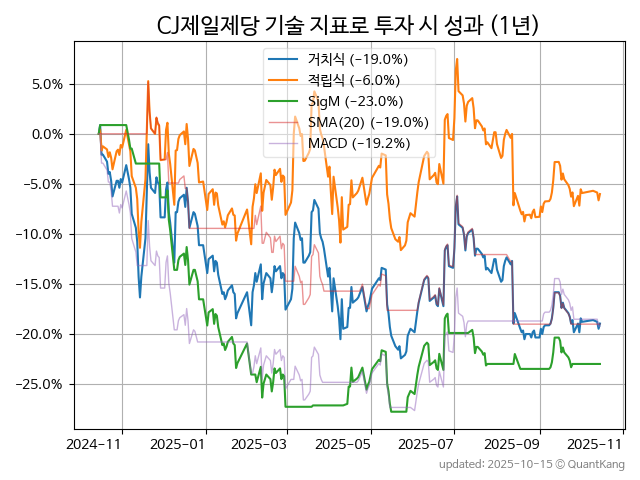 CJ제일제당 기술 지표로 투자 시 성과 (1년)
거치식 (−19.0%)
적립식 (−6.0%)
SigM (−23.0%)
SMA(20) (−19.0%)
MACD (−19.2%)
5.0%
0.0%
−5.0%
−10.0%
−15.0%
−20.0%
−25.0%
2024-11 2025-01 2025-03 2025-05 2025-07 2025-09 2025-11
updated: 2025-10-15 © QuantKang